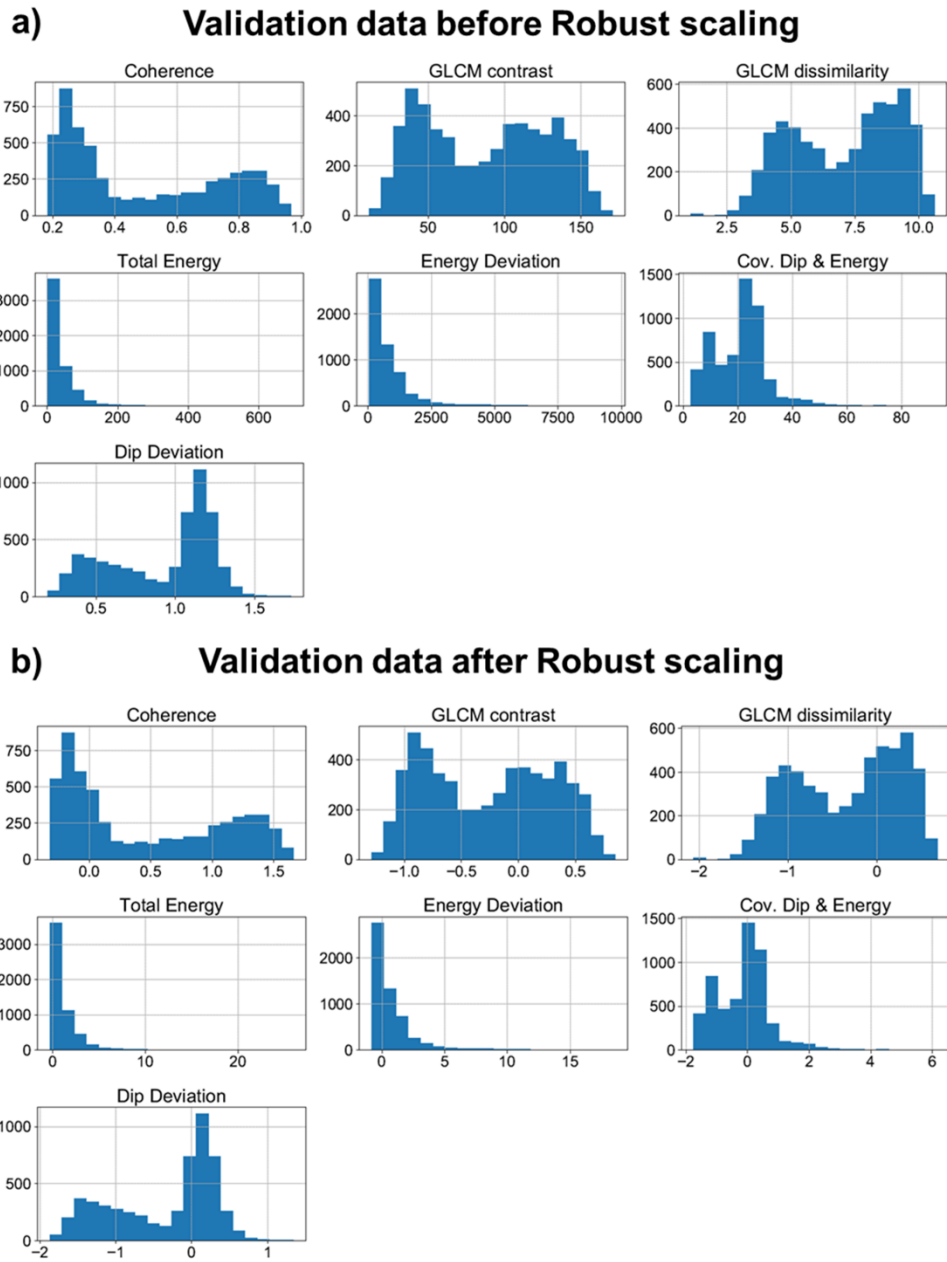 a) Validation data before Robust scaling
Coherence GLCM contrast GLCM dissimilarity
750 500 250 0
0.2 0.4 0.6 0.8 1.0
400 200 0
50 100 150
600 400 200 0
2.5 5.0 7.5 10.0
Total Energy Energy Deviation Cov. Dip & Energy
3000 2000 1000 0
0 200 400 600
2000 1000 0
0 2500 5000 7500 10000
1500 1000 500 0
0 20 40 60 80
Dip Deviation
1000 500 0
0.5 1.0 1.5
b) Validation data after Robust scaling
Coherence GLCM contrast GLCM dissimilarity
750 500 250 0
0.0 0.5 1.0 1.5
400 200 0
−1.0 −0.5 0.0 0.5
600 400 200 0
−2 −1 0
Total Energy Energy Deviation Cov. Dip & Energy
3000 2000 1000 0
0 10 20
2000 1000 0
0 5 10 15
1500 1000 500 0
−2 0 2 4 6
Dip Deviation
1000 500 0
−2 −1 0 1